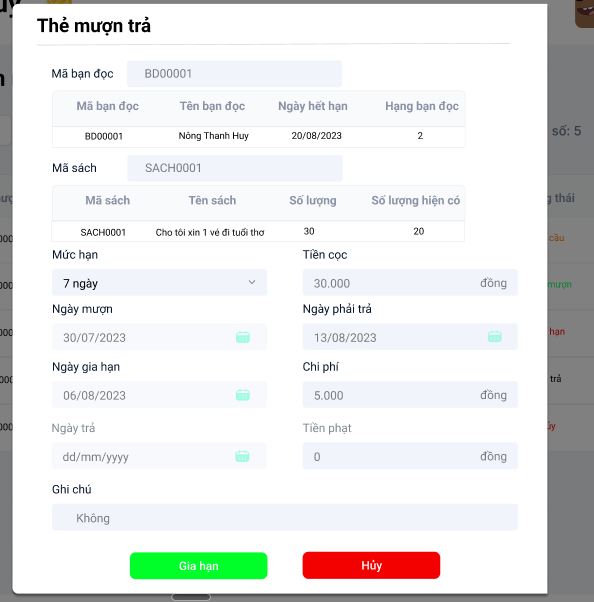 Thẻ mượn trả
Mã bạn đọc BD00001
Mã bạn đọc Tên bạn đọc Ngày hết hạn Hạng bạn đọc
BD00001 Nông Thanh Huy 20/08/2023 2
số: 5
Mã sách SACH0001
Mã sách Tên sách Số lượng Số lượng hiện có
SACH0001 Cho tôi xin 1 vé đi tuổi thơ 30 20
cầu
Mức hạn Tiền cọc
7 ngày 30.000 đồng
mượn
Ngày mượn Ngày phải trả
30/07/2023 13/08/2023
hạn
Ngày gia hạn Chi phí
06/08/2023 5.000 đồng
trả
Ngày trả Tiền phạt
dd/mm/yyyy 0 đồng
Ghi chú
Không
Gia hạn Hủy